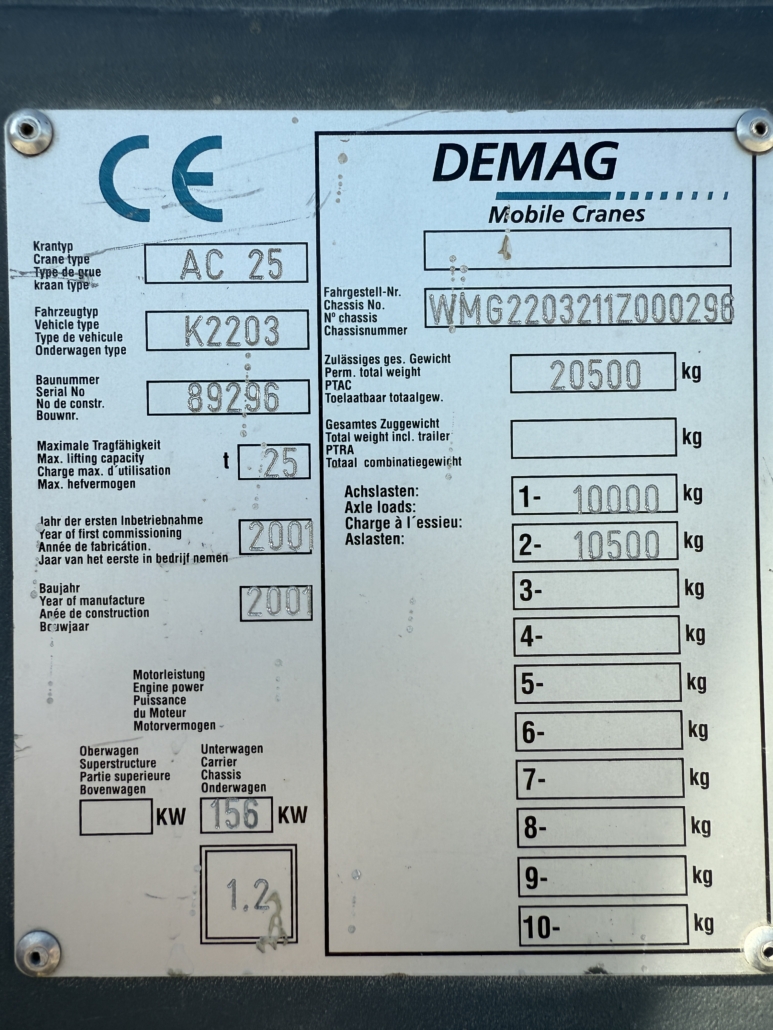 CE
Krantyp
Crane type
Type de grue
kraan type
AC 25
Fahrzeugtyp
Vehicle type
Type de véhicule
Onderwagen type
K2203
Baunummer
Serial No
No de constr.
Bouwnr.
89296
Maximale Tragfähigkeit
Max. lifting capacity
Charge max. d´utilisation
Max. hefvermogen
t 25
Jahr der ersten Inbetriebnahme
Year of first commissioning
Année de fabricátion.
Jaar van het eerste in bedrijf nemen
2001
Baujahr
Year of manufacture
Anée de construction
Bouwjaar
2001
Motorleistung
Engine power
Puissance
du Moteur
Motorvermogen
Oberwagen
Superstructure
Partie superieure
Bovenwagen
KW
Unterwagen
Carrier
Chassis
Onderwagen
156 KW
1.2
DEMAG
Mobile Cranes
Fahrgestell-Nr.
Chassis No.
N° chassis
Chassisnummer
WMG2203211Z000296
Zulässiges ges. Gewicht
Perm. total weight
PTAC
Toelaatbaar totaalgew.
20500 kg
Gesamtes Zuggewicht
Total weight incl. trailer
PTRA
Totaal combinatiegewicht
kg
Achslasten:
Axle loads:
Charge à l´essieu:
Aslasten:
1- 10000 kg
2- 10500 kg
3- kg
4- kg
5- kg
6- kg
7- kg
8- kg
9- kg
10- kg